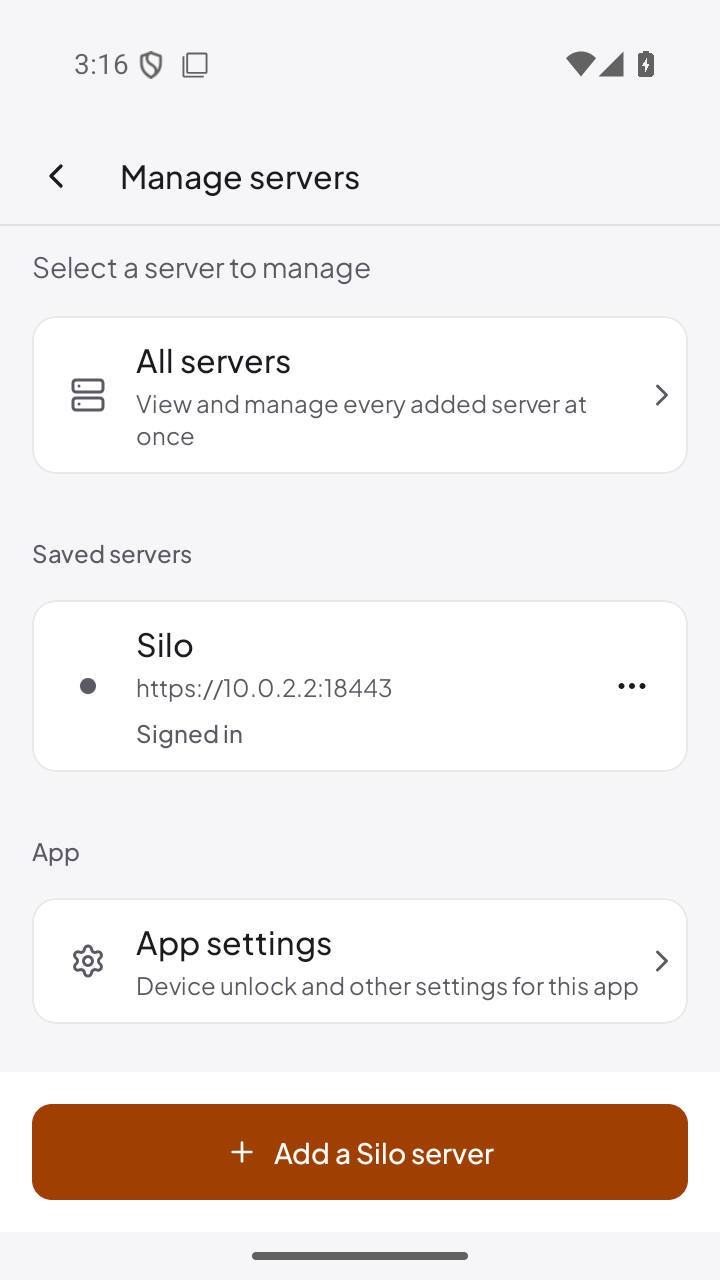 3:16
Manage servers
Select a server to manage
All servers
View and manage every added server at
once
Saved servers
Silo
https://10.0.2.2:18443
Signed in
App
App settings
Device unlock and other settings for this app
Add a Silo server